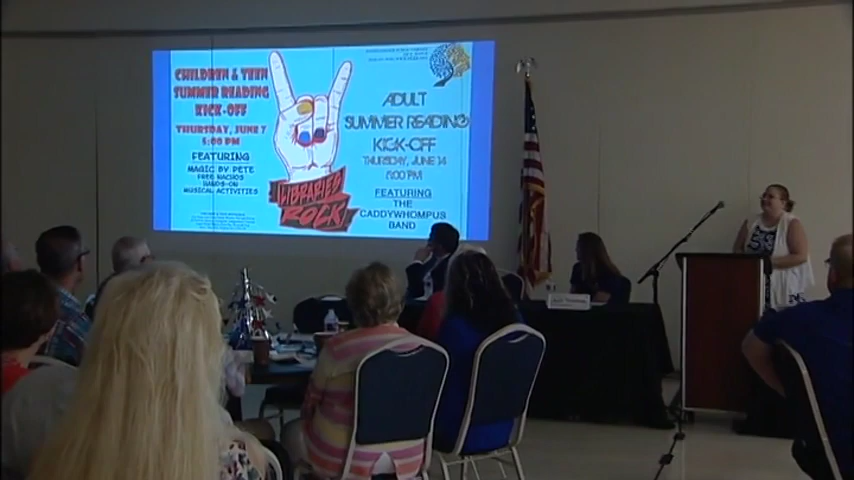 CHILDREN & TEEN
SUMMER READING
KICK-OFF
THURSDAY, JUNE 7
5:00 PM
FEATURING
MAGIC BY PETE
FREE NACHOS
HANDS-ON
MUSICAL ACTIVITIES
LIBRARIES
ROCK
ADULT
SUMMER READING
KICK-OFF
THURSDAY, JUNE 14
5:00 PM
FEATURING
THE
CADDYWHOMPUS
BAND